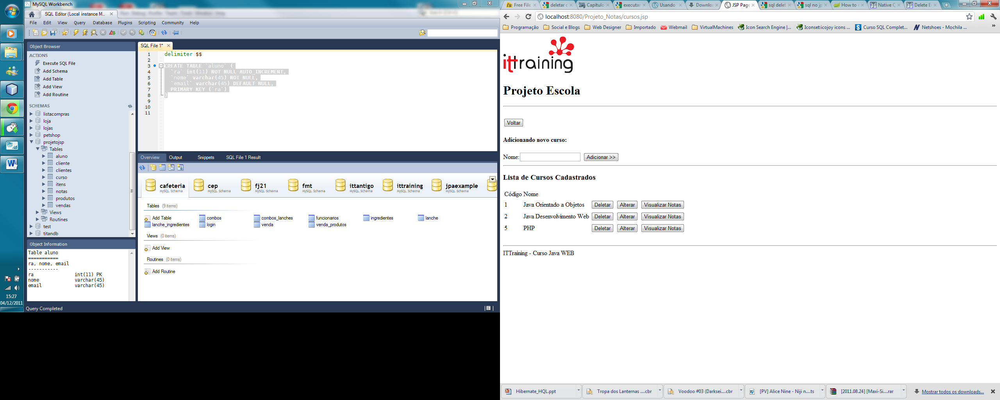 MySQL Workbench
SQL Editor (Local instance M...
File Edit View Query Database Plugins Scripting Community Help
Object Browser
ACTIONS
Execute SQL File
Add Schema
Add Table
Add View
Add Routine
SCHEMAS
listacompras
loja
lojas
petshop
projetojsp
Tables
aluno
cliente
clientes
curso
itens
notas
produtos
vendas
Views
Routines
test
titandb
Object Information
Table aluno
===========
ra, nome, email
-----------
ra int(11) PK
nome varchar(45)
email varchar(45)
Query Completed
15:27
04/12/2011
SQL File 1*
1 delimiter $$
2
3 CREATE TABLE `aluno` (
4 `ra` int(11) NOT NULL AUTO_INCREMENT,
5 `nome` varchar(45) NOT NULL,
6 `email` varchar(45) DEFAULT NULL,
7 PRIMARY KEY (`ra`)
8 )
9
10
11
Overview Output Snippets SQL File 1 Result
cafeteria cep fj21 fmt ittantigo ittraining jpaexample
MySQL Schema MySQL Schema MySQL Schema MySQL Schema MySQL Schema MySQL Schema MySQL Schema
Tables (9 items)
Add Table combos combos_lanches funcionarios ingredientes lanche
lanche_ingredientes login venda venda_produtos
Views (0 items)
Add View
Routines (0 items)
Add Routine
Free File deletar c jboss.org Capítulo executar Usando Downloa JSP Page sql delet sql no jp How to Native Q Delete E
localhost:8080/Projeto_Notas/cursos.jsp
Programação Social e Blogs Web Designer Importado Webmail VirtualMachines Icon Search Engine |... Iconset:icojoy icons ... Curso SQL Complet... Netshoes - Mochila ... »
ittraining
Projeto Escola
Voltar
Adicionando novo curso:
Nome: Adicionar >>
Lista de Cursos Cadastrados
Código Nome
1 Java Orientado a Objetos Deletar Alterar Visualizar Notas
2 Java Desenvolvimento Web Deletar Alterar Visualizar Notas
5 PHP Deletar Alterar Visualizar Notas
ITTraining - Curso Java WEB
Hibernate_HQL.ppt Tropa dos Lanternas ....cbr Voodoo #03 (Darksei....cbr [PV] Alice Nine - Niji n....ts [2011.08.24] [Maxi-Si....rar Mostrar todos os downloads...